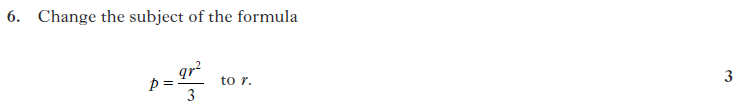 6. Change the subject of the formula
p = qr²/3 to r.
3